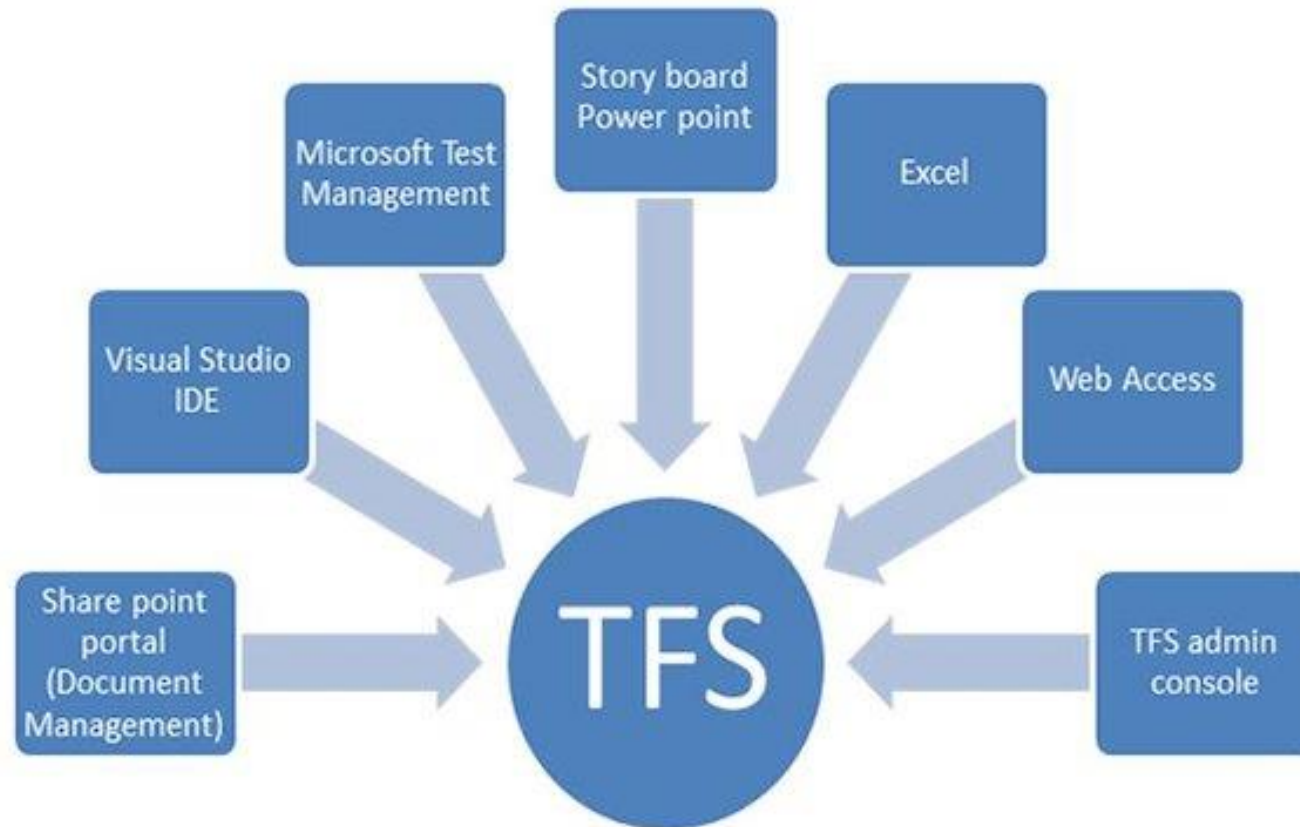 Story board
Power point
Microsoft Test
Management
Excel
Visual Studio
IDE
Web Access
Share point
portal
(Document
Management)
TFS
TFS admin
console